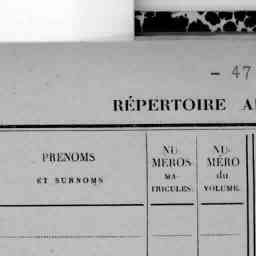 - 47
RÉPERTOIRE
PRENOMS
ET SURNOMS
NU-
MEROS
MA-
TRICULES.
NU-
MÉRO
du
VOLUME.